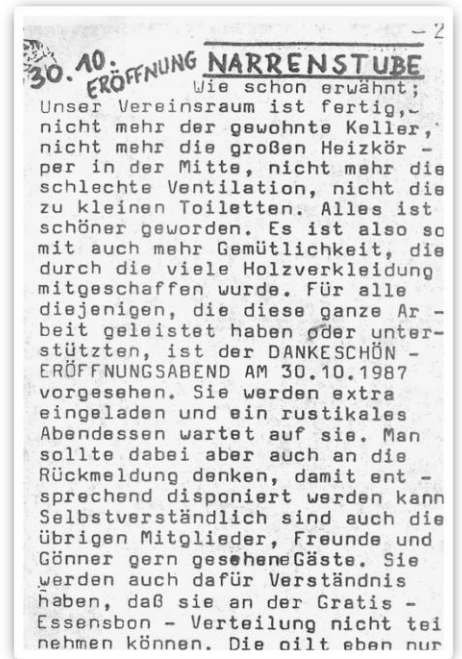 - 2
30.10. ERÖFFNUNG NARRENSTUBE
Wie schon erwähnt;
Unser Vereinsraum ist fertig,
nicht mehr der gewohnte Keller,
nicht mehr die großen Heizkör -
per in der Mitte, nicht mehr die
schlechte Ventilation, nicht die
zu kleinen Toiletten. Alles ist
schöner geworden. Es ist also so
mit auch mehr Gemütlichkeit, die
durch die viele Holzverkleidung
mitgeschaffen wurde. Für alle
diejenigen, die diese ganze Ar -
beit geleistet haben oder unter-
stützten, ist der DANKESCHÖN -
ERÖFFNUNGSABEND AM 30.10.1987
vorgesehen. Sie werden extra
eingeladen und ein rustikales
Abendessen wartet auf sie. Man
sollte dabei aber auch an die
Rückmeldung denken, damit ent -
sprechend disponiert werden kann
Selbstverständlich sind auch die
übrigen Mitglieder, Freunde und
Gönner gern gesehene Gäste. Sie
werden auch dafür Verständnis
haben, daß sie an der Gratis -
Essensbon - Verteilung nicht tei
nehmen können. Die gilt eben nur